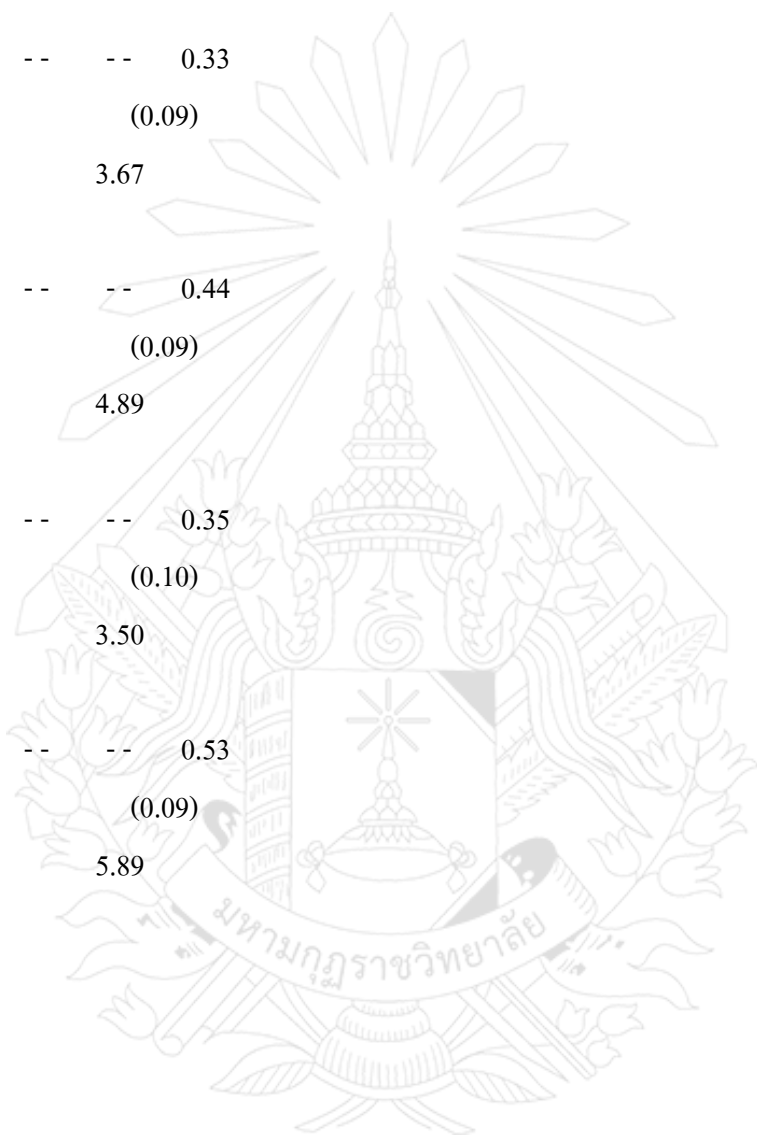 - - - - 0.33
(0.09)
3.67
- - - - 0.44
(0.09)
4.89
- - - - 0.35
(0.10)
3.50
- - - - 0.53
(0.09)
5.89
มหามกุฏราชวิทยาลัย